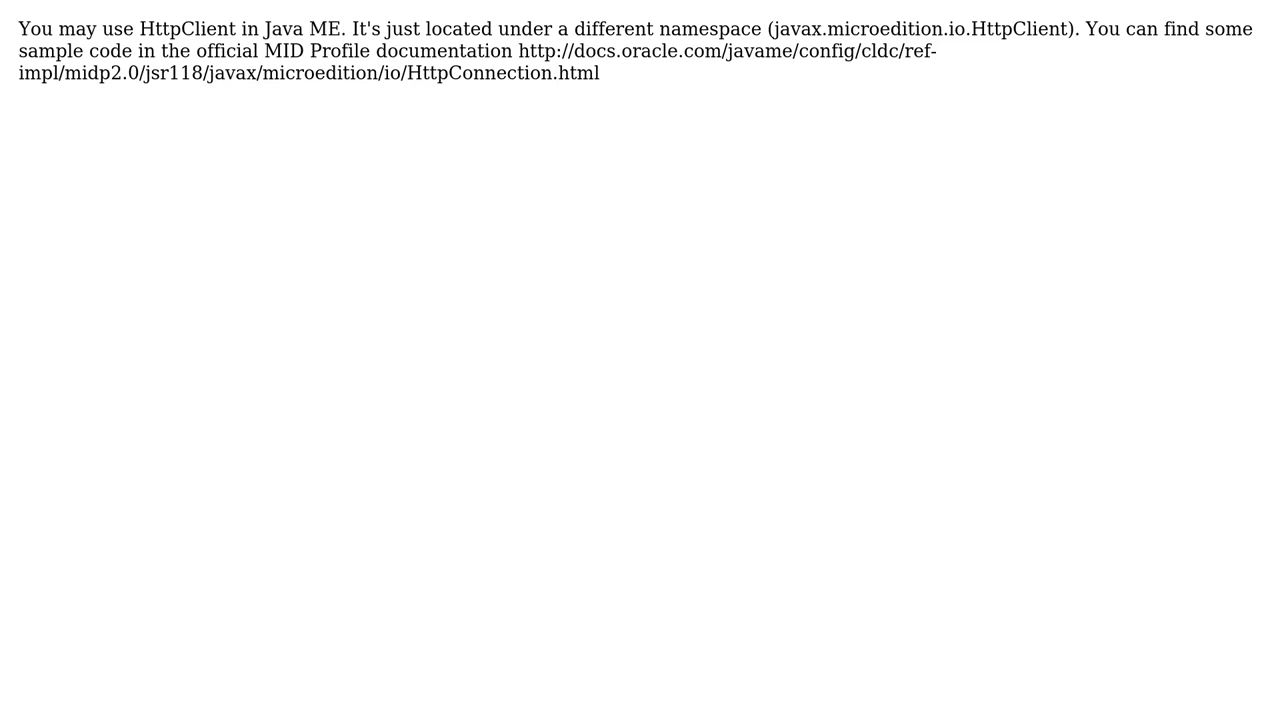 You may use HttpClient in Java ME. It's just located under a different namespace (javax.microedition.io.HttpClient). You can find some
sample code in the official MID Profile documentation http://docs.oracle.com/javame/config/cldc/ref-
impl/midp2.0/jsr118/javax/microedition/io/HttpConnection.html